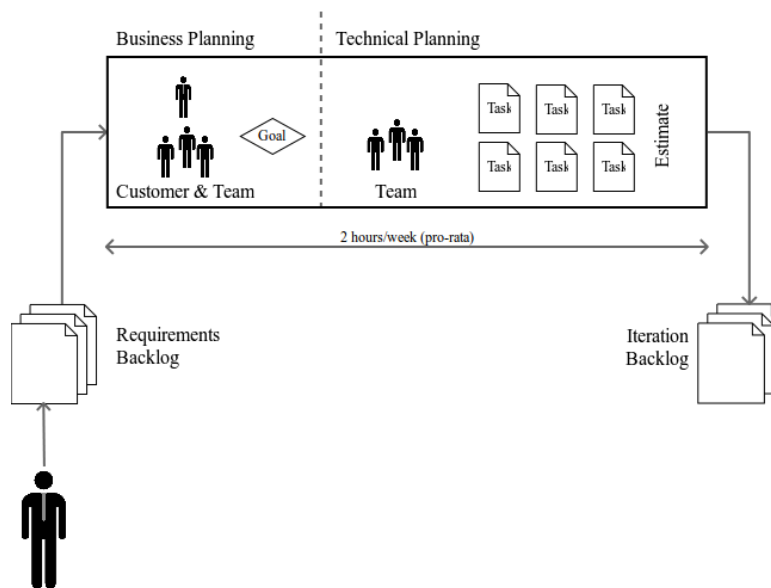 Business Planning
Technical Planning
Goal
Customer & Team
Team
Task
Task
Task
Task
Task
Task
Estimate
2 hours/week (pro-rata)
Requirements
Backlog
Iteration
Backlog